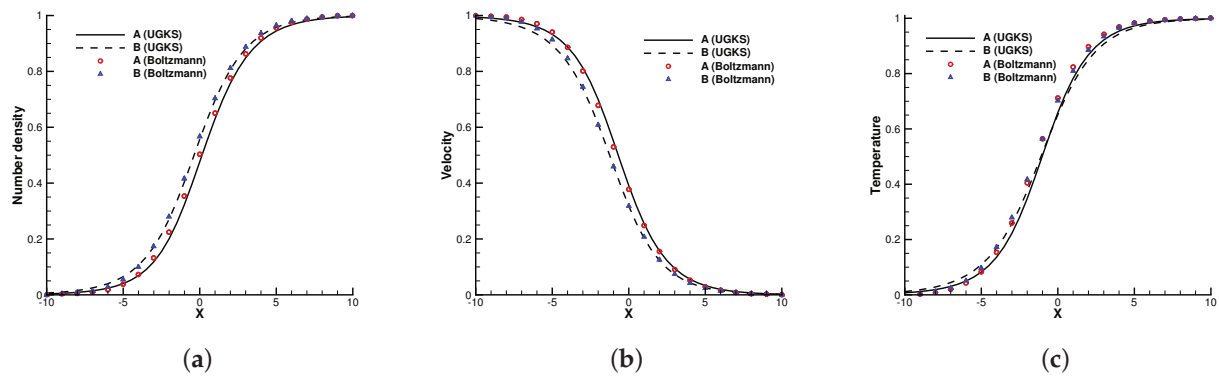 Number density
1
0.8
0.6
0.4
0.2
0
-10
-5
0
5
10
X
A (UGKS)
B (UGKS)
A (Boltzmann)
B (Boltzmann)
(a)
Velocity
1
0.8
0.6
0.4
0.2
0
-10
-5
0
5
10
X
A (UGKS)
B (UGKS)
A (Boltzmann)
B (Boltzmann)
(b)
Temperature
1
0.8
0.6
0.4
0.2
0
-10
-5
0
5
10
X
A (UGKS)
B (UGKS)
A (Boltzmann)
B (Boltzmann)
(c)